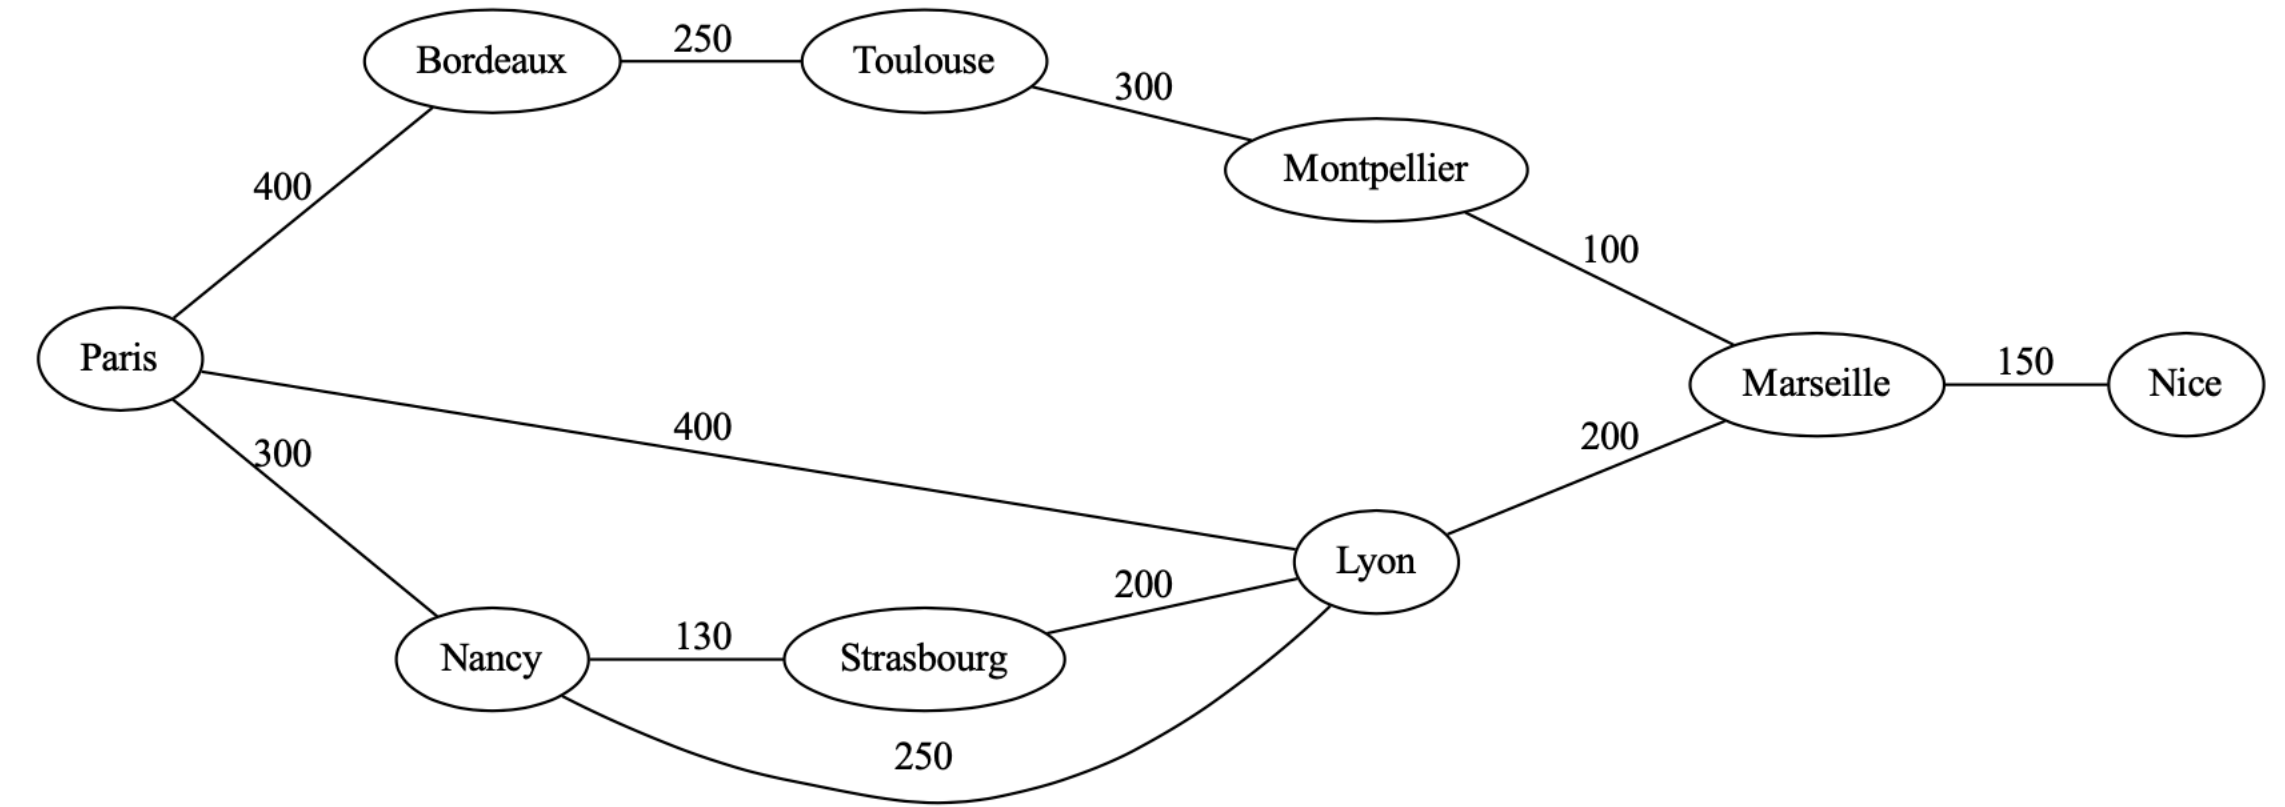 Bordeaux
250
Toulouse
300
Montpellier
400
100
Paris
400
300
Marseille
150
Nice
200
Lyon
200
Nancy
130
Strasbourg
250